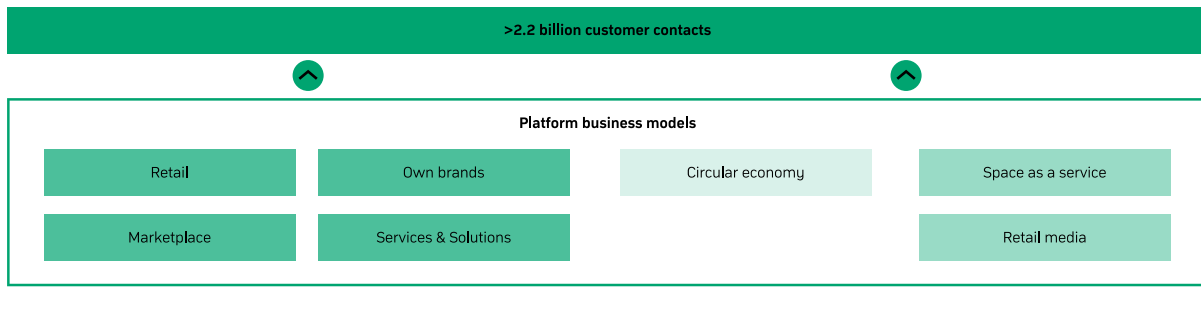 >2.2 billion customer contacts
Platform business models
Retail
Own brands
Circular economy
Space as a service
Marketplace
Services & Solutions
Retail media